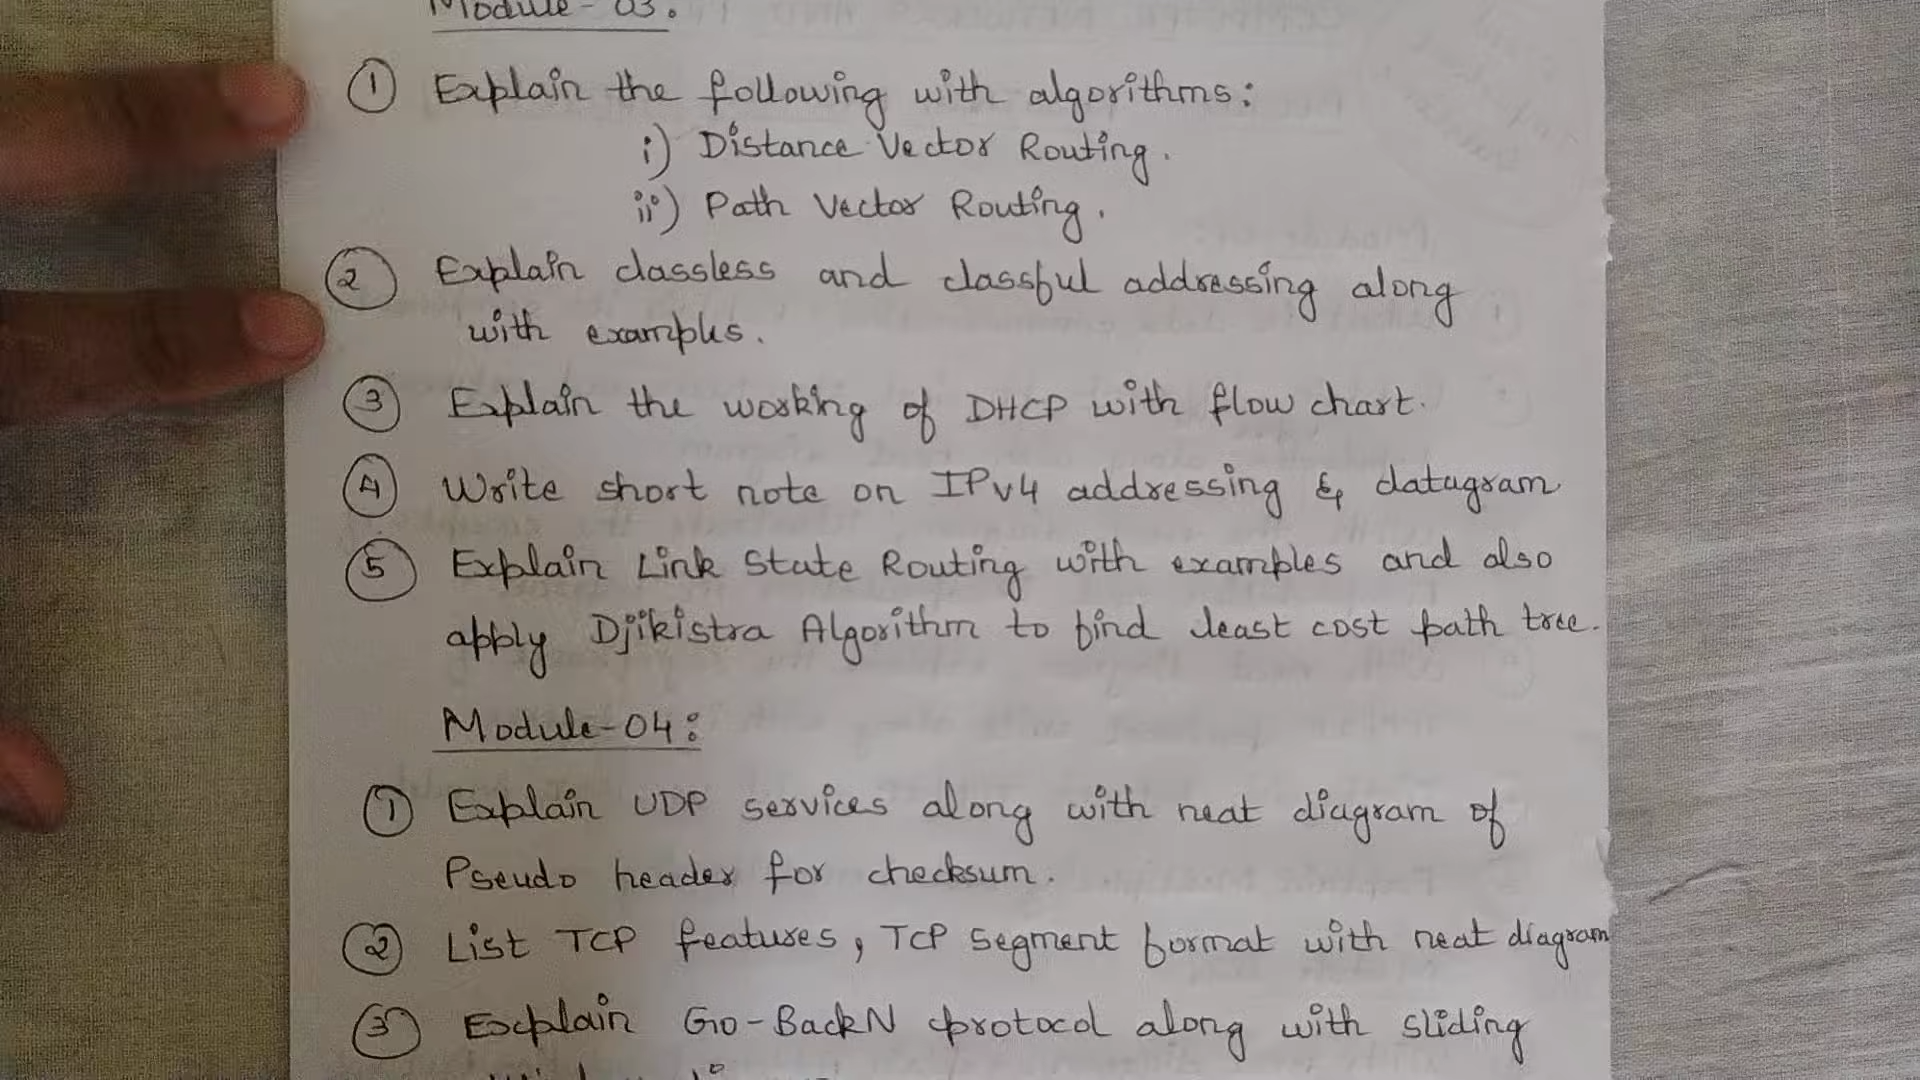 Module-03:
① Explain the following with algorithms:
i) Distance Vector Routing.
ii) Path Vector Routing.
② Explain classless and classful addressing along
with examples.
③ Explain the working of DHCP with flow chart.
④ Write short note on IPv4 addressing & datagram
⑤ Explain Link State Routing with examples and also
apply Djikistra Algorithm to find least cost path tree.
Module-04:
① Explain UDP services along with neat diagram of
Pseudo header for checksum.
② List TCP features, TCP segment format with neat diagram
③ Explain Go-BackN protocol along with sliding